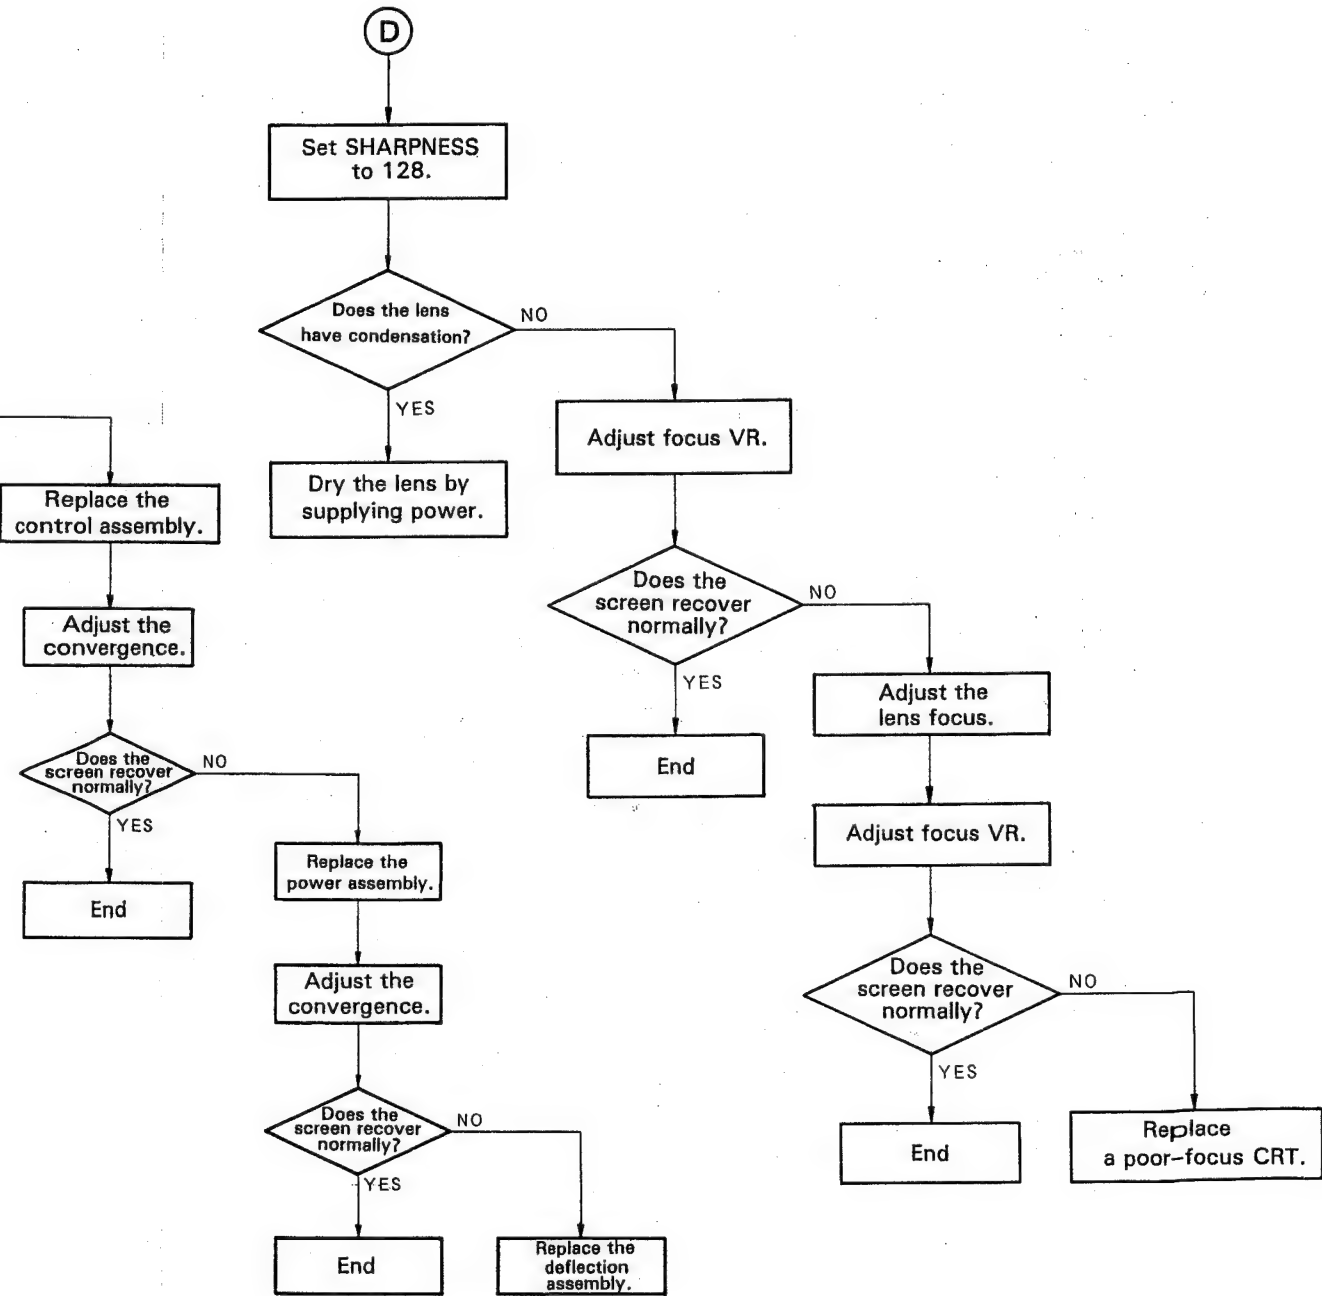 D
Set SHARPNESS
to 128.
Does the lens
have condensation?
NO
YES
Adjust focus VR.
Dry the lens by
supplying power.
Replace the
control assembly.
Does the
screen recover
normally?
NO
YES
Adjust the
convergence.
Adjust the
lens focus.
End
Does the
screen recover
normally?
NO
YES
Adjust focus VR.
Replace the
power assembly.
End
Does the
screen recover
normally?
NO
YES
Adjust the
convergence.
Does the
screen recover
normally?
NO
YES
End
Replace
a poor-focus CRT.
End
Replace the
deflection
assembly.